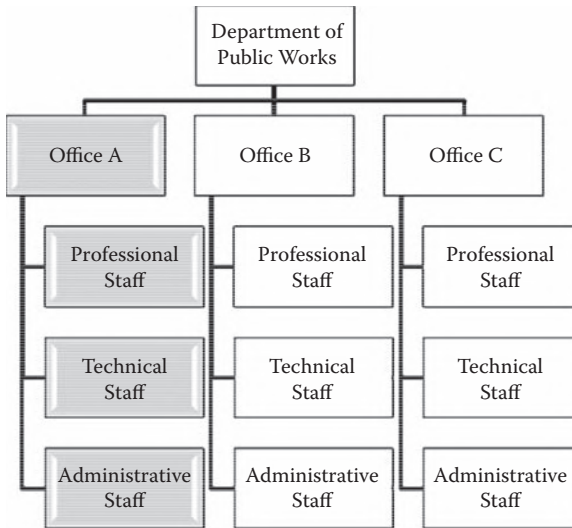 Department of
Public Works
Office A
Office B
Office C
Professional
Staff
Professional
Staff
Professional
Staff
Technical
Staff
Technical
Staff
Technical
Staff
Administrative
Staff
Administrative
Staff
Administrative
Staff